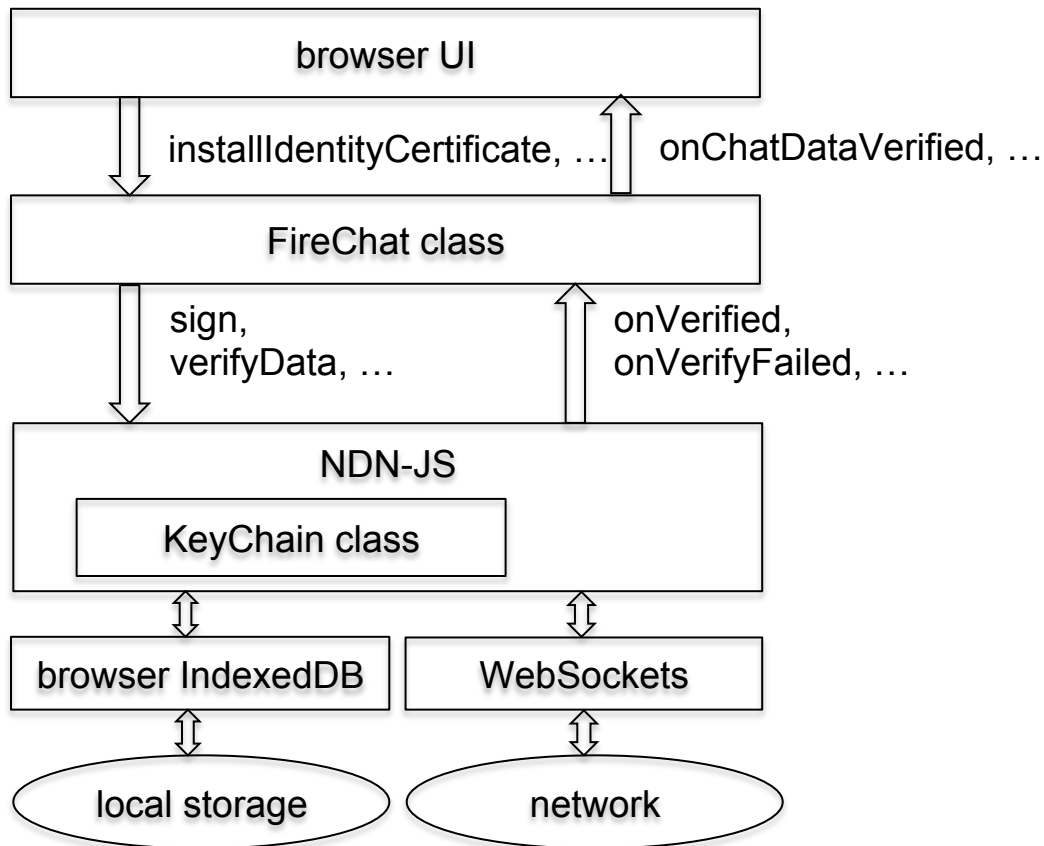 browser UI
installIdentityCertificate, …
onChatDataVerified, …
FireChat class
sign,
verifyData, …
onVerified,
onVerifyFailed, …
NDN-JS
KeyChain class
browser IndexedDB
WebSockets
local storage
network